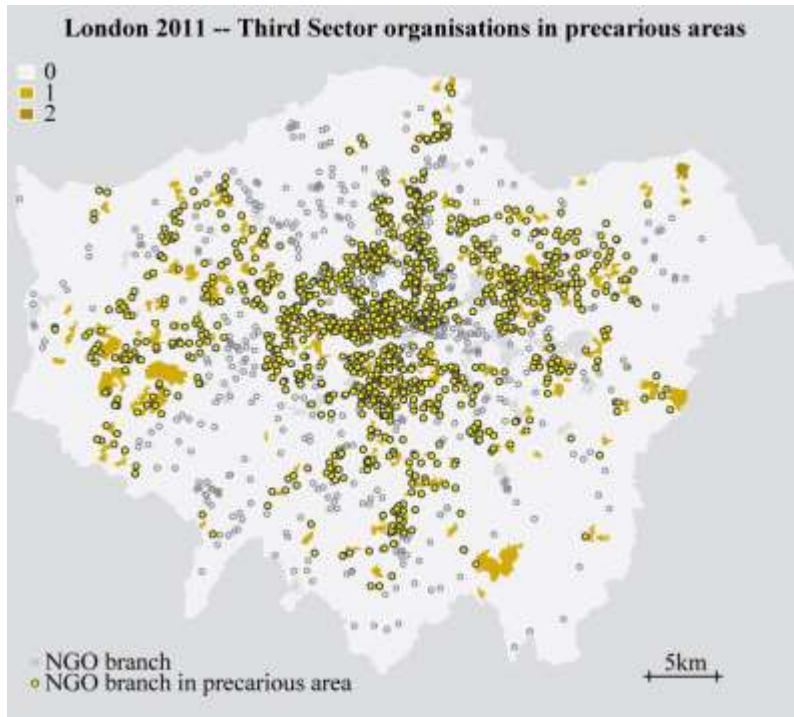 London 2011 -- Third Sector organisations in precarious areas
0
1
2
NGO branch
NGO branch in precarious area
5km